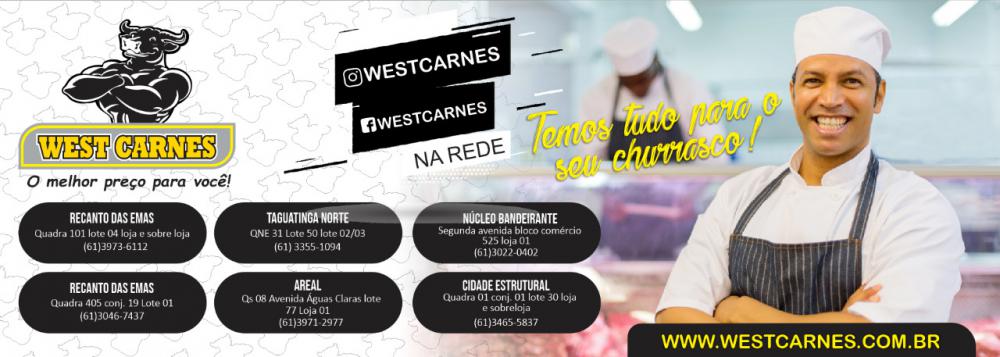 WEST CARNES
O melhor preço para você!
WESTCARNES
WESTCARNES
NA REDE
Temos tudo para o
seu churrasco!
RECANTO DAS EMAS
Quadra 101 lote 04 loja e sobre loja
(61)3973-6112
TAGUATINGA NORTE
QNE 31 Lote 50 lote 02/03
(61) 3355-1094
NÚCLEO BANDEIRANTE
Segunda avenida bloco comércio
525 loja 01
(61)3022-0402
RECANTO DAS EMAS
Quadra 405 conj. 19 Lote 01
(61)3046-7437
AREAL
Qs 08 Avenida Águas Claras lote
77 Loja 01
(61)3971-2977
CIDADE ESTRUTURAL
Quadra 01 conj. 01 lote 30 loja
e sobreloja
(61)3465-5837
WWW.WESTCARNES.COM.BR